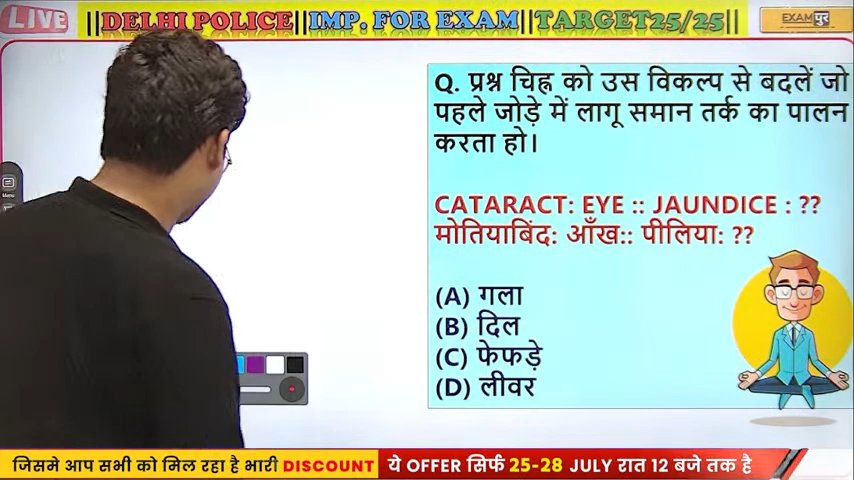 LIVE
||DELHI POLICE||IMP. FOR EXAM||TARGET25/25||
EXAMपुर
Menu
Q. प्रश्न चिह्न को उस विकल्प से बदलें जो
पहले जोड़े में लागू समान तर्क का पालन
करता हो।
CATARACT: EYE :: JAUNDICE : ??
मोतियाबिंद: आँख:: पीलिया: ??
(A) गला
(B) दिल
(C) फेफड़े
(D) लीवर
जिसमे आप सभी को मिल रहा है भारी DISCOUNT ये OFFER सिर्फ 25-28 JULY रात 12 बजे तक है